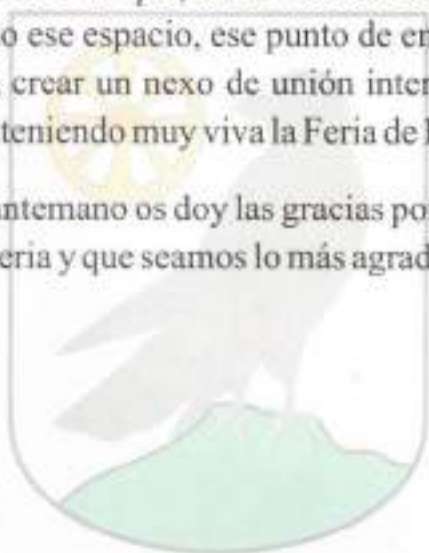 o ese espacio, ese punto de en
crear un nexo de unión inter
teniendo muy viva la Feria de
antemano os doy las gracias po
eria y que seamos lo más agrad